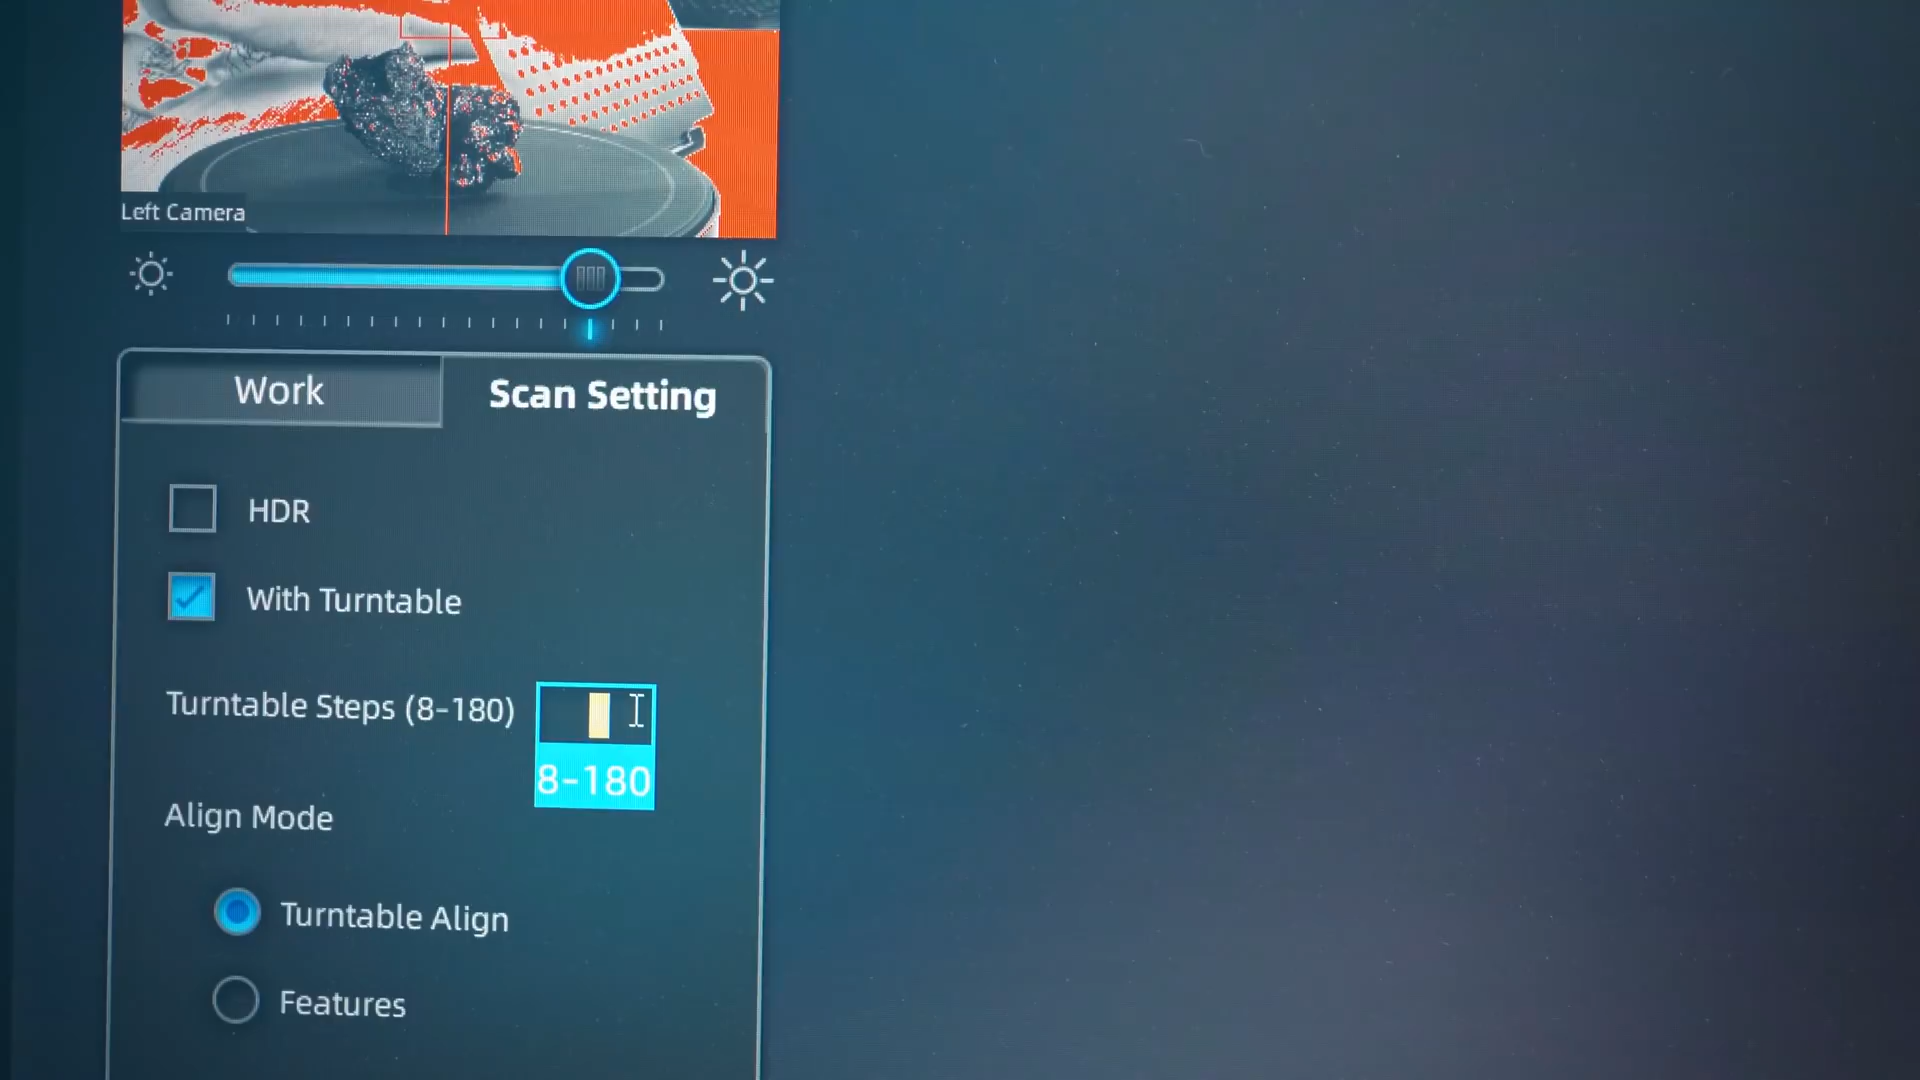 Left Camera
Work
Scan Setting
HDR
With Turntable
Turntable Steps (8-180)
8-180
Align Mode
Turntable Align
Features